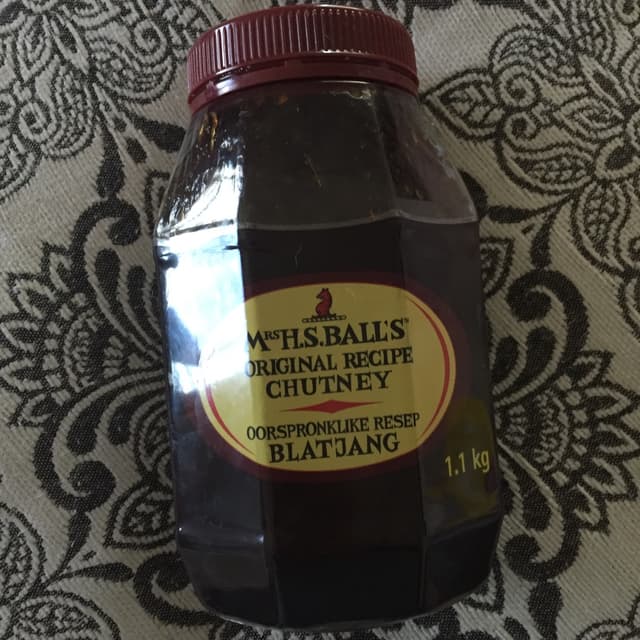 MRS H.S. BALL'S
ORIGINAL RECIPE
CHUTNEY
OORSPRONKLIKE RESEP
BLATJANG
1.1 kg